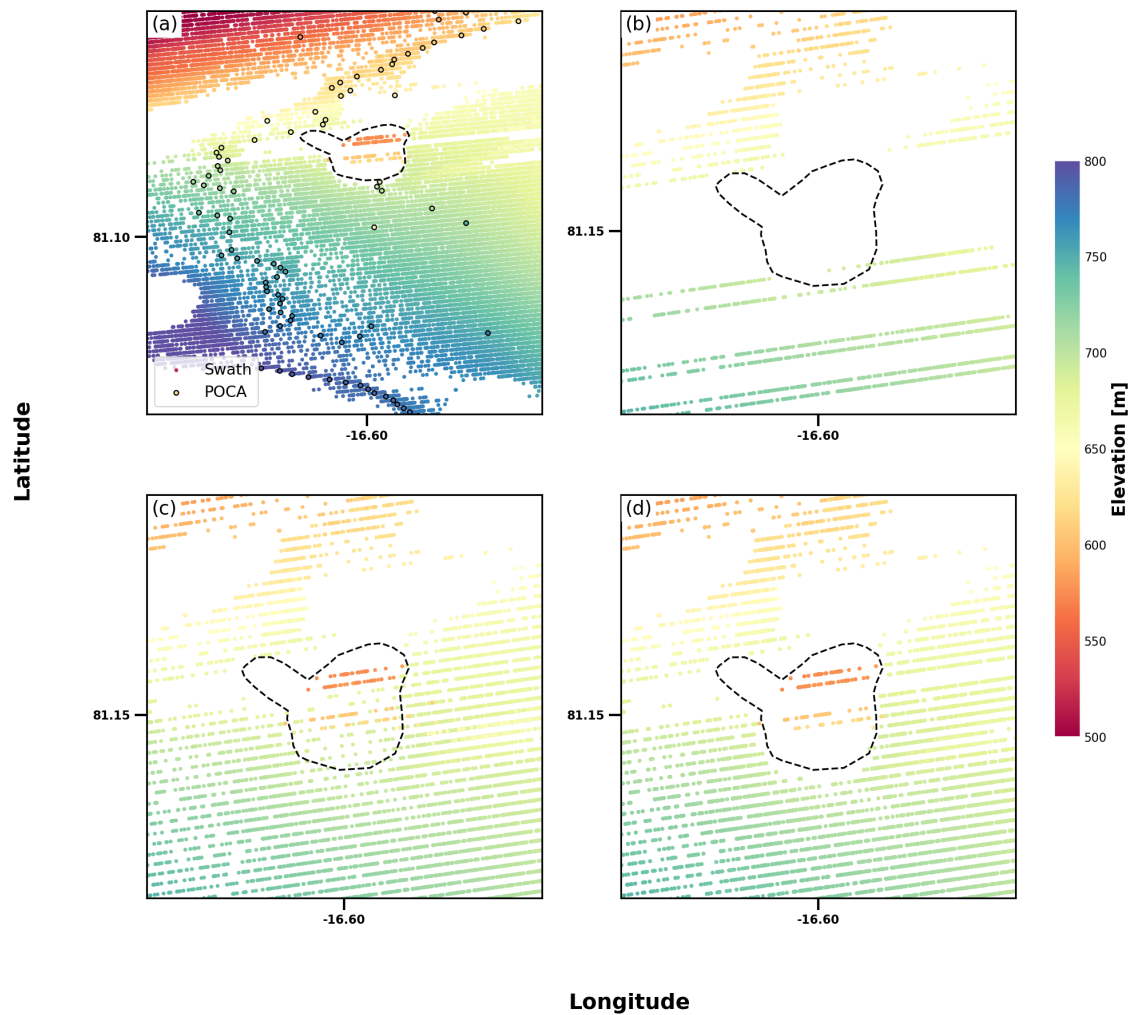 (a)
(b)
81.10
81.15
Swath
POCA
-16.60
-16.60
800
750
700
650
600
550
500
Elevation [m]
Latitude
(c)
(d)
81.15
81.15
-16.60
-16.60
Longitude